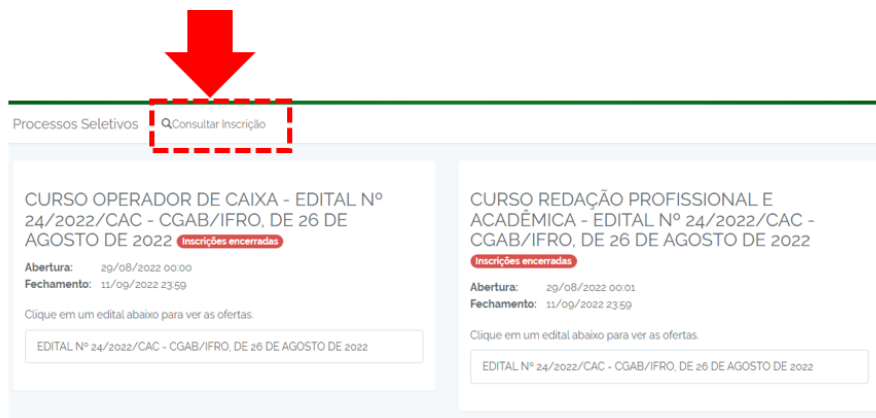 Processos Seletivos Consultar Inscrição
CURSO OPERADOR DE CAIXA - EDITAL Nº
24/2022/CAC - CGAB/IFRO, DE 26 DE
AGOSTO DE 2022 Inscrições encerradas
Abertura: 29/08/2022 00:00
Fechamento: 11/09/2022 23:59
Clique em um edital abaixo para ver as ofertas.
EDITAL Nº 24/2022/CAC - CGAB/IFRO, DE 26 DE AGOSTO DE 2022
CURSO REDAÇÃO PROFISSIONAL E
ACADÊMICA - EDITAL Nº 24/2022/CAC -
CGAB/IFRO, DE 26 DE AGOSTO DE 2022
Inscrições encerradas
Abertura: 29/08/2022 00:01
Fechamento: 11/09/2022 23:59
Clique em um edital abaixo para ver as ofertas.
EDITAL Nº 24/2022/CAC - CGAB/IFRO, DE 26 DE AGOSTO DE 2022